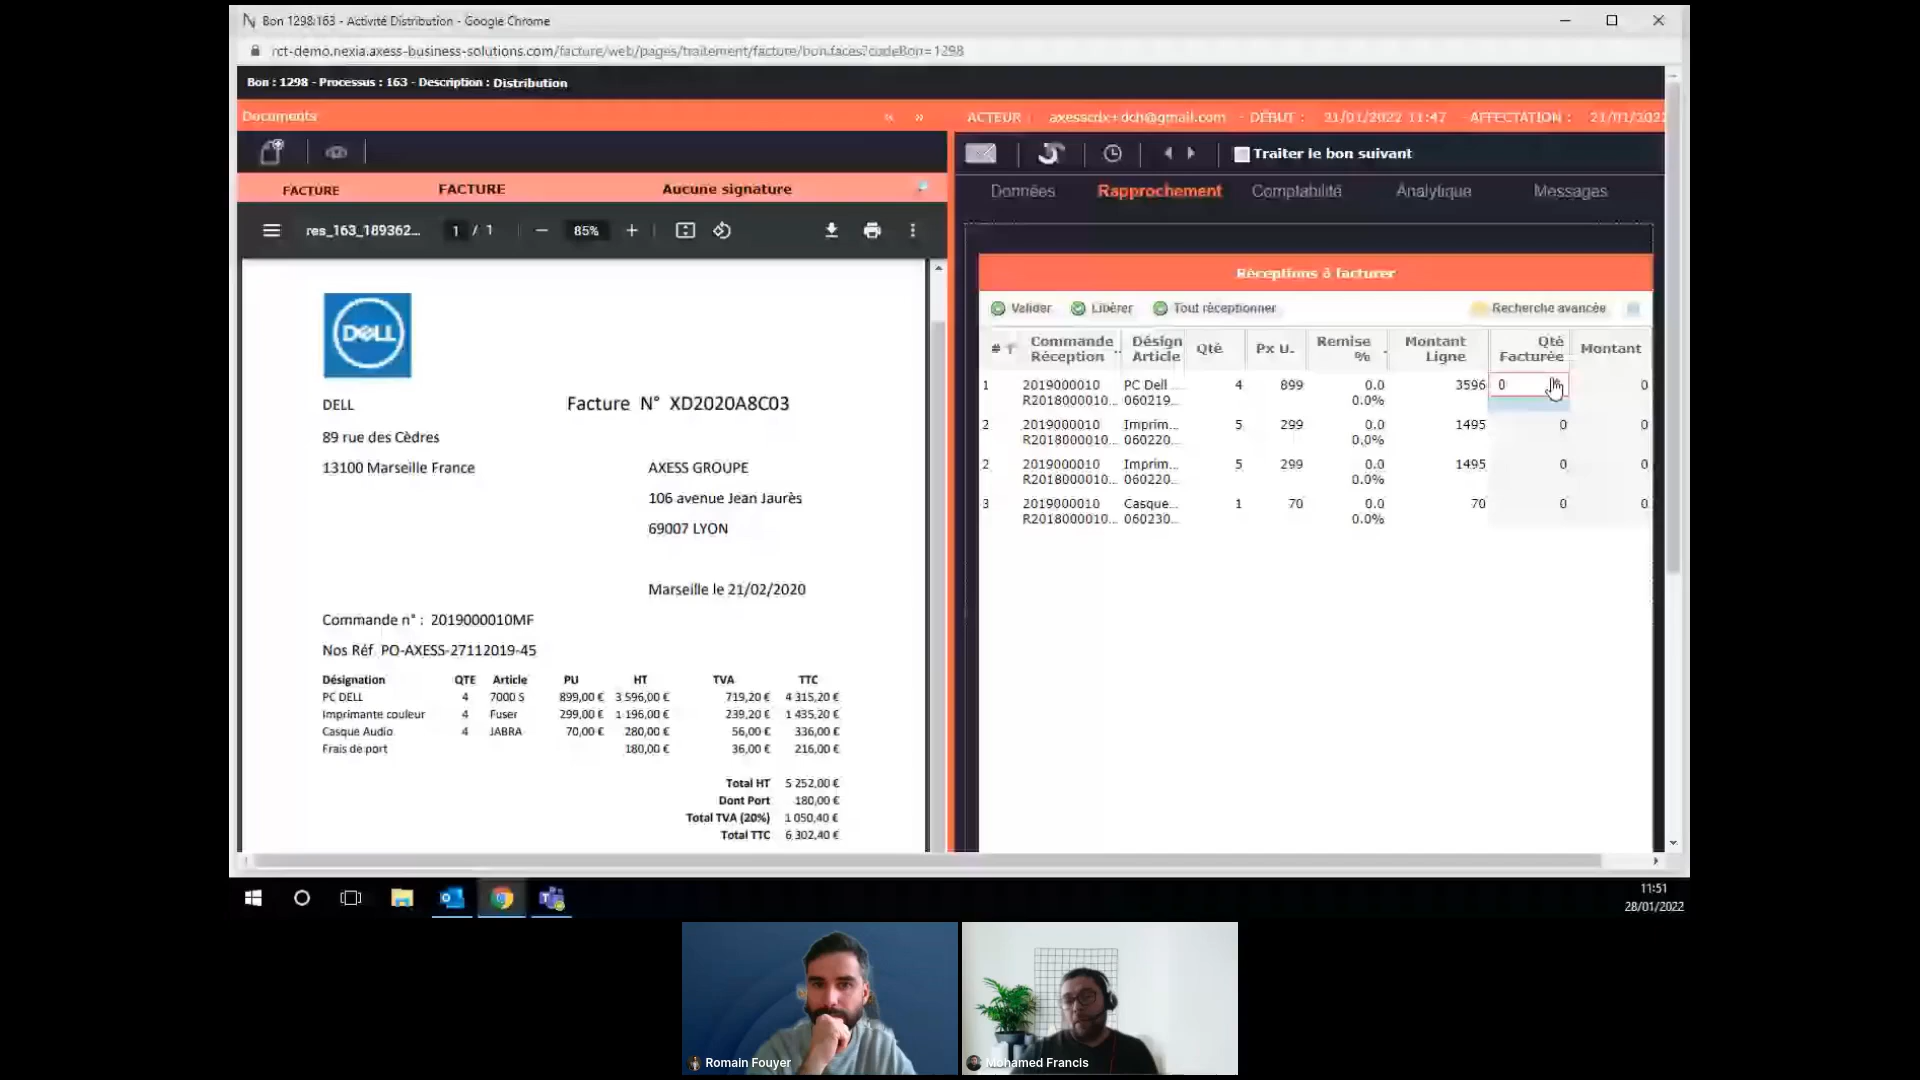 Bon 1298:163 - Activité Distribution - Google Chrome
rct-demo.nexia.axess-business-solutions.com/facture/web/pages/traitement/facture/bon.faces?codeBon=1298
Bon : 1298 - Processus : 163 - Description : Distribution
Documents
FACTURE FACTURE Aucune signature
res_163_189362... 1 / 1 85%
DELL
DELL
Facture N° XD2020A8C03
89 rue des Cèdres
13100 Marseille France
AXESS GROUPE
106 avenue Jean Jaurès
69007 LYON
Marseille le 21/02/2020
Commande n° : 2019000010MF
Nos Réf PO-AXESS-27112019-45
Désignation QTE Article PU HT TVA TTC
PC DELL 4 7000 S 899,00 € 3 596,00 € 719,20 € 4 315,20 €
Imprimante couleur 4 Fuser 299,00 € 1 196,00 € 239,20 € 1 435,20 €
Casque Audio 4 JABRA 70,00 € 280,00 € 56,00 € 336,00 €
Frais de port 180,00 € 36,00 € 216,00 €
Total HT 5 252,00 €
Dont Port 180,00 €
Total TVA (20%) 1 050,40 €
Total TTC 6 302,40 €
ACTEUR : axesscdx+dch@gmail.com - DÉBUT : 21/01/2022 11:47 - AFFECTATION : 21/01/2022
Traiter le bon suivant
Données Rapprochement Comptabilité Analytique Messages
Réceptions à facturer
Valider Libérer Tout réceptionner Recherche avancée
# Commande Désign Qté Px U. Remise Montant Qté Montant
Réception ... Article % Ligne Facturée
1 2019000010 PC Dell ... 4 899 0.0 3596 0 0
R2018000010... 060219... 0.0%
2 2019000010 Imprim... 5 299 0.0 1495 0 0
R2018000010... 060220... 0.0%
2 2019000010 Imprim... 5 299 0.0 1495 0 0
R2018000010... 060220... 0.0%
3 2019000010 Casque... 1 70 0.0 70 0 0
R2018000010... 060230... 0.0%
11:51
28/01/2022
Romain Fouyer
Mohamed Francis